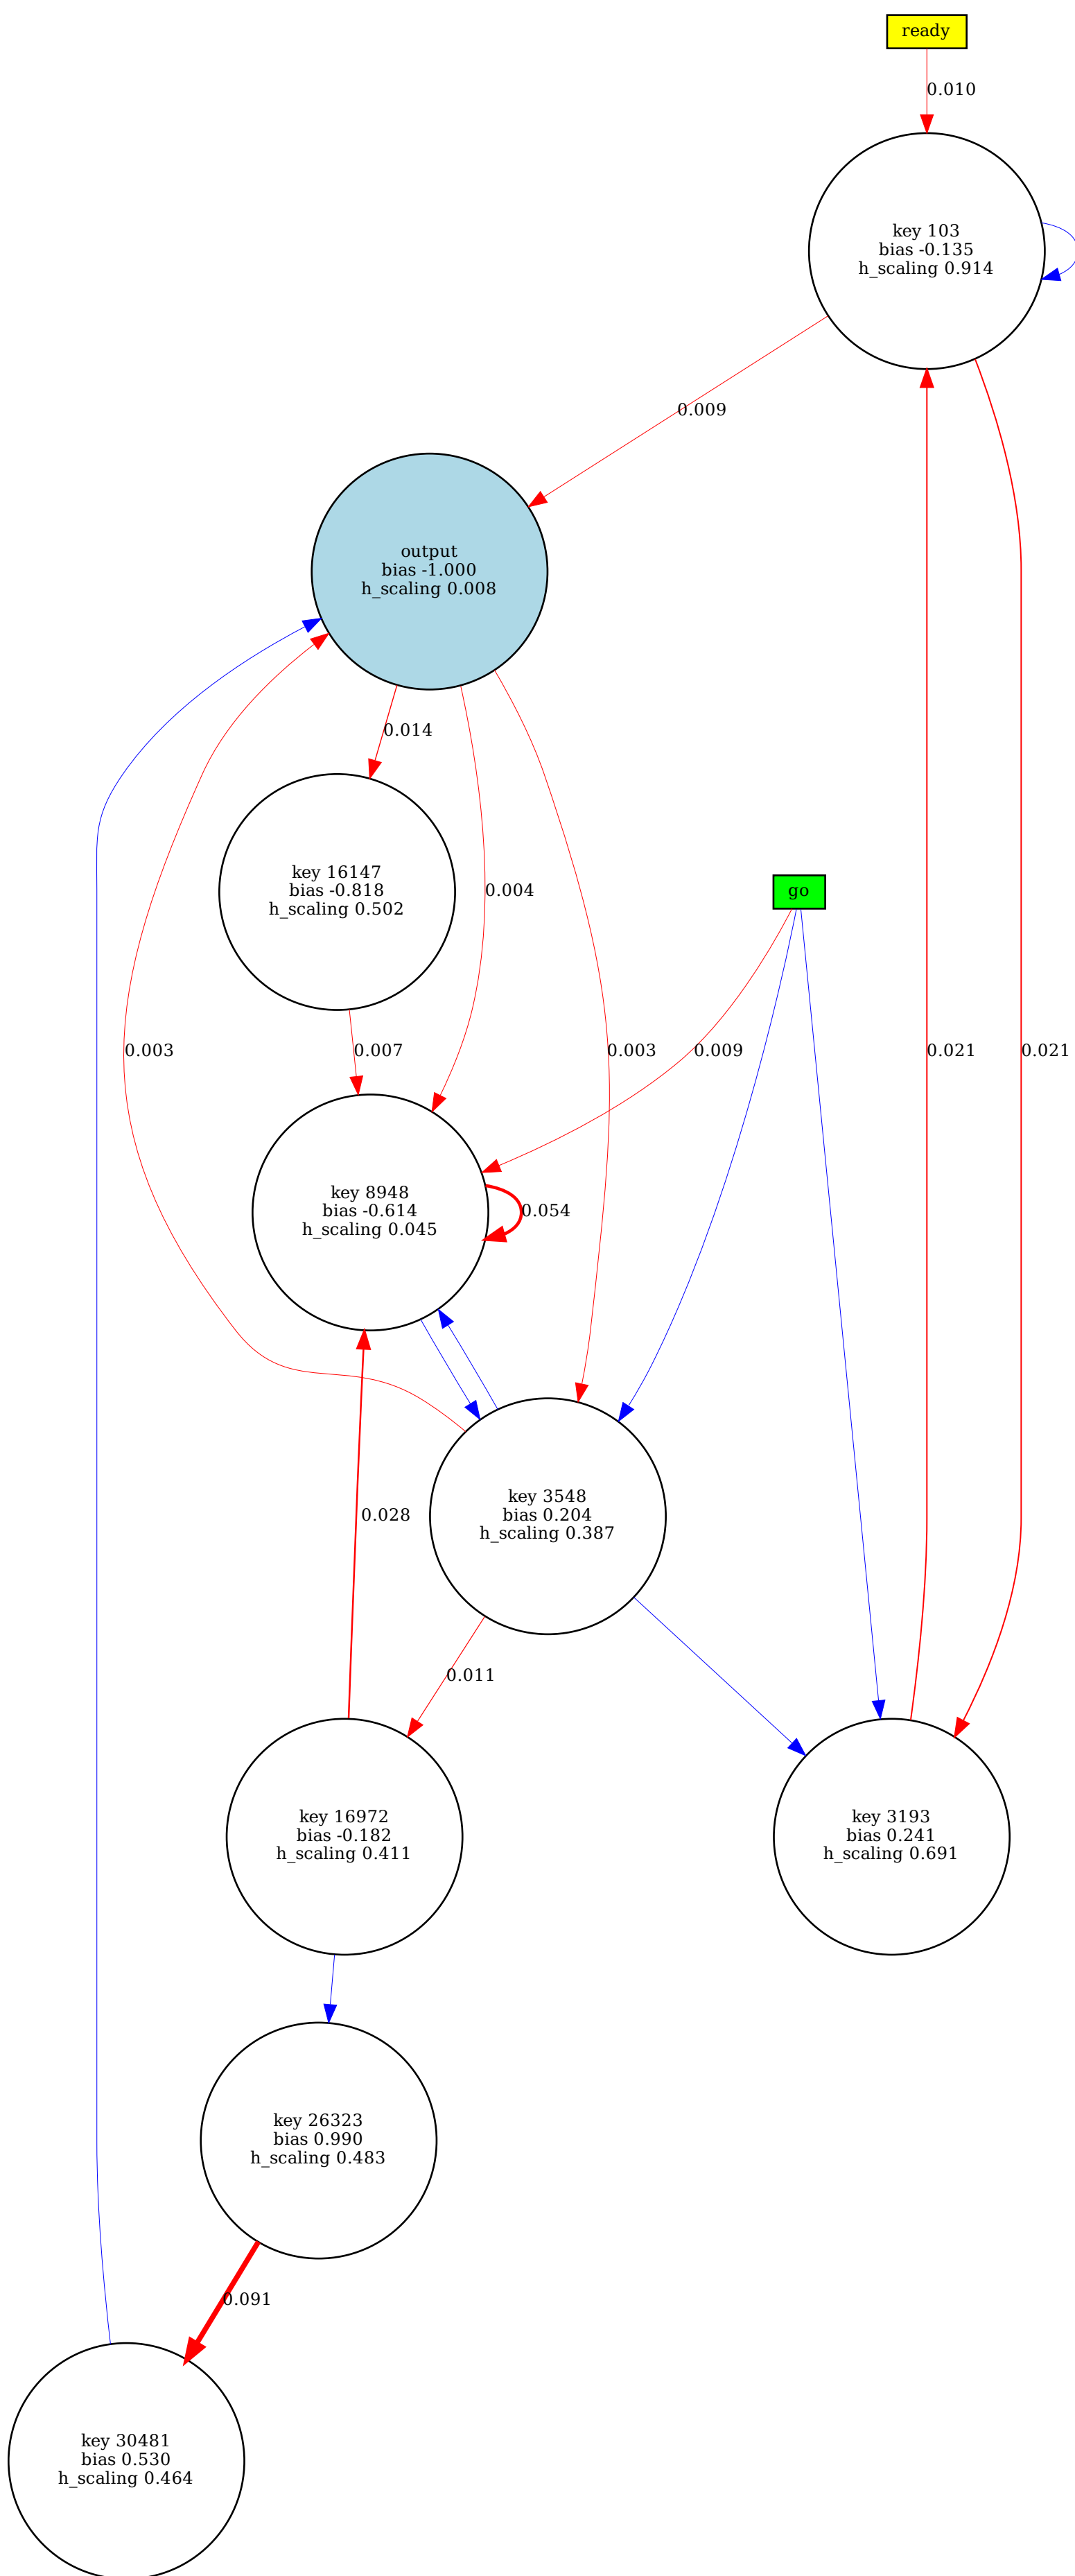 ready
0.010
key 103
bias -0.135
h_scaling 0.914
0.009
output
bias -1.000
h_scaling 0.008
0.014
key 16147
bias -0.818
h_scaling 0.502
0.004
go
0.003
0.007
0.003
0.009
0.021
0.021
key 8948
bias -0.614
h_scaling 0.045
0.054
key 3548
bias 0.204
h_scaling 0.387
0.028
0.011
key 16972
bias -0.182
h_scaling 0.411
key 3193
bias 0.241
h_scaling 0.691
key 26323
bias 0.990
h_scaling 0.483
0.091
key 30481
bias 0.530
h_scaling 0.464